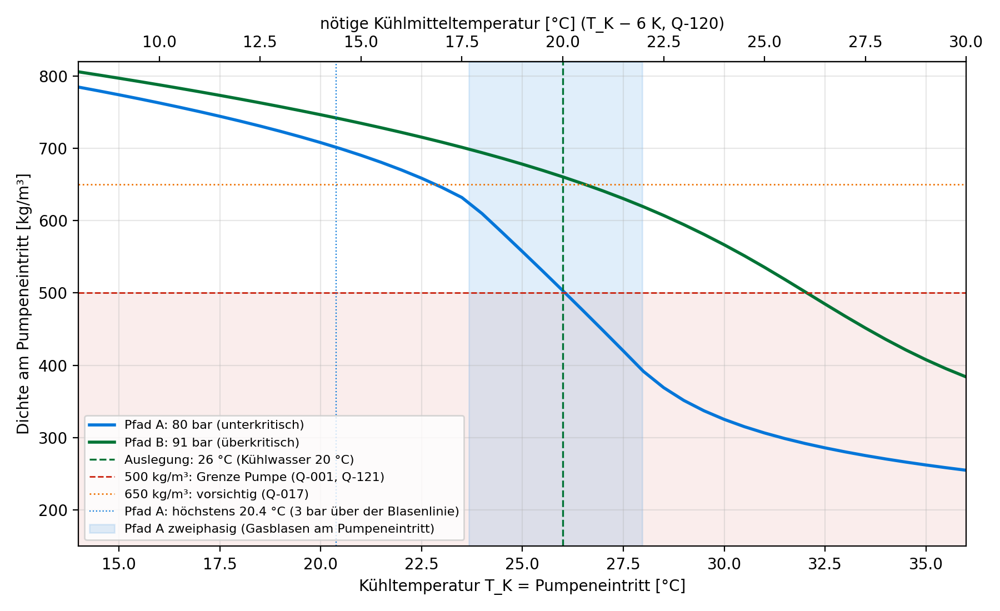 nötige Kühlmitteltemperatur [°C] (T_K − 6 K, Q-120)
10.0 12.5 15.0 17.5 20.0 22.5 25.0 27.5 30.0
800
700
600
500
400
300
200
Dichte am Pumpeneintritt [kg/m³]
Pfad A: 80 bar (unterkritisch)
Pfad B: 91 bar (überkritisch)
Auslegung: 26 °C (Kühlwasser 20 °C)
500 kg/m³: Grenze Pumpe (Q-001, Q-121)
650 kg/m³: vorsichtig (Q-017)
Pfad A: höchstens 20.4 °C (3 bar über der Blasenlinie)
Pfad A zweiphasig (Gasblasen am Pumpeneintritt)
15.0 17.5 20.0 22.5 25.0 27.5 30.0 32.5 35.0
Kühltemperatur T_K = Pumpeneintritt [°C]